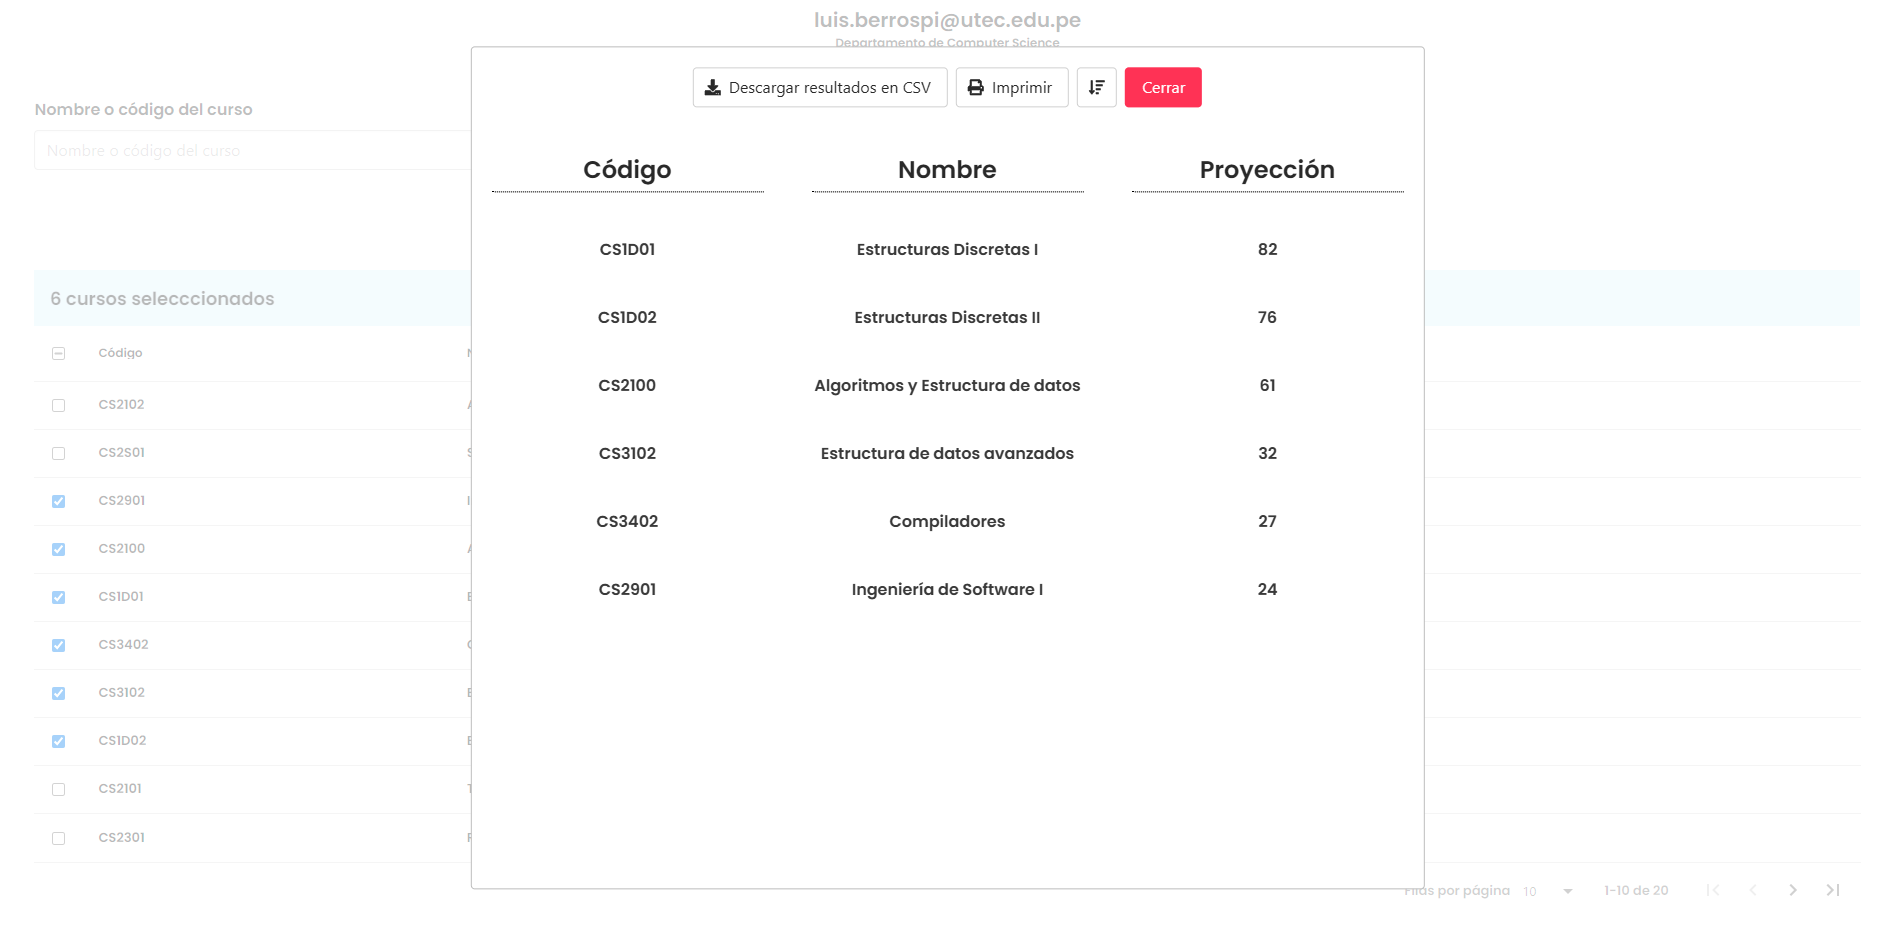 luis.berrospi@utec.edu.pe
Departamento de Computer Science
Descargar resultados en CSV Imprimir Cerrar
Nombre o código del curso
Nombre o código del curso
Código Nombre Proyección
CS1D01 Estructuras Discretas I 82
CS1D02 Estructuras Discretas II 76
CS2100 Algoritmos y Estructura de datos 61
CS3102 Estructura de datos avanzados 32
CS3402 Compiladores 27
CS2901 Ingeniería de Software I 24
6 cursos selecccionados
Código
CS2102
CS2S01
CS2901
CS2100
CS1D01
CS3402
CS3102
CS1D02
CS2101
CS2301
Filas por página 10 1-10 de 20